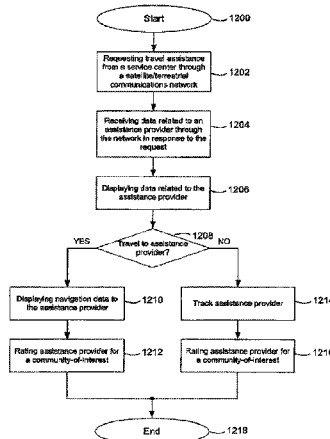 Start
1200
Requesting travel assistance
from a service center through
a satellite/terrestrial
communications network
1202
Receiving data related to an
assistance provider through
the network in response to the
request
1204
Displaying data related to the
assistance provider
1206
1208
YES
Travel to assistance
provider?
NO
Displaying navigation data to
the assistance provider
1210
Track assistance provider
1214
Rating assistance provider for
a community-of-interest
1212
Rating assistance provider for
a community-of-interest
1216
End
1218